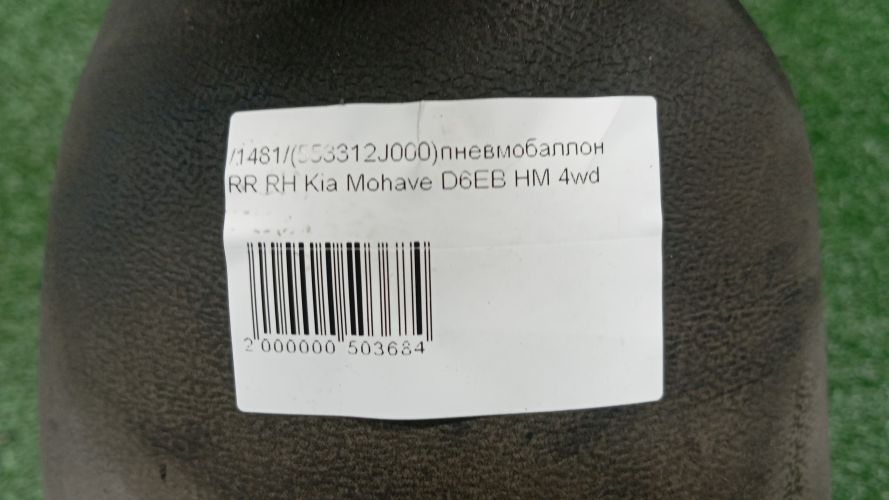 /1481/(553312J000)пневмобаллон
RR RH Kia Mohave D6EB HM 4wd
2 000000 503684